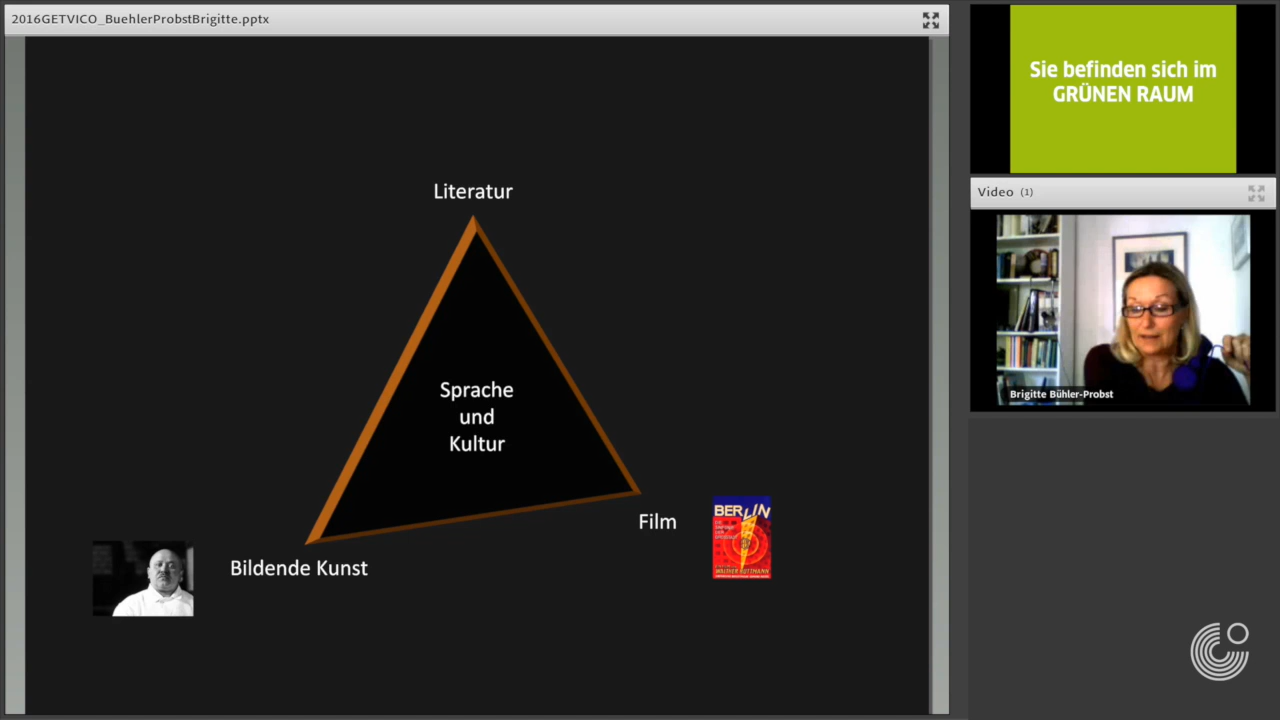 2016GETVICO_BuehlerProbstBrigitte.pptx
Literatur
Sprache
und
Kultur
Film
Bildende Kunst
BERLIN
WALTHER RUTTMANN
Sie befinden sich im
GRÜNEN RAUM
Video (1)
Brigitte Bühler-Probst